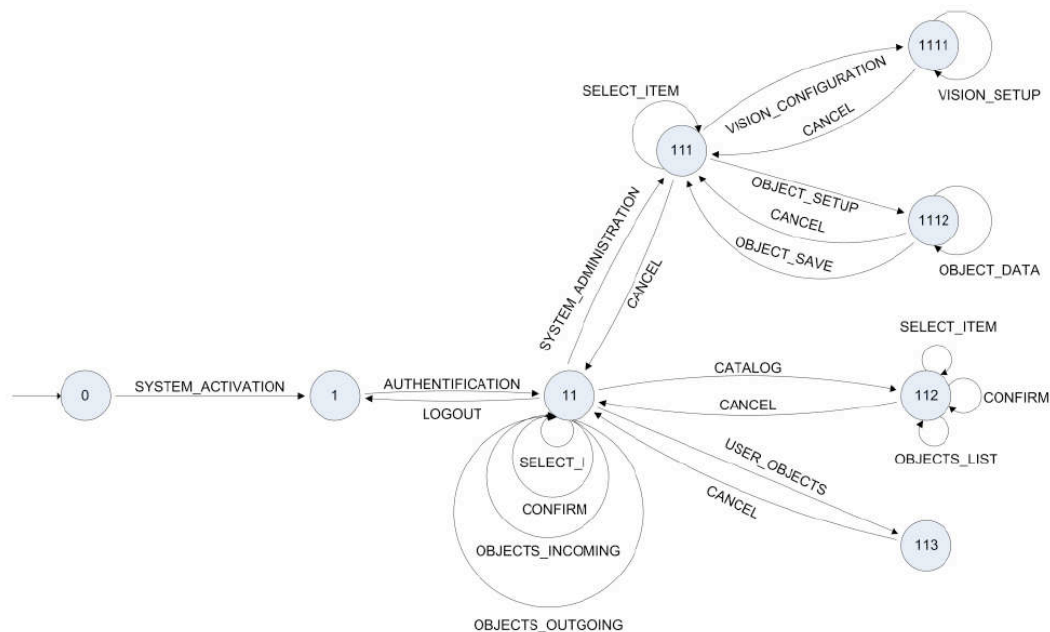 1111
VISION_SETUP
SELECT_ITEM
VISION_CONFIGURATION
CANCEL
111
OBJECT_SETUP
CANCEL
OBJECT_SAVE
1112
OBJECT_DATA
SYSTEM_ADMINISTRATION
CANCEL
SELECT_ITEM
0
SYSTEM_ACTIVATION
1
AUTHENTIFICATION
LOGOUT
11
CATALOG
CANCEL
112
CONFIRM
OBJECTS_LIST
SELECT_I
CONFIRM
OBJECTS_INCOMING
OBJECTS_OUTGOING
USER_OBJECTS
CANCEL
113